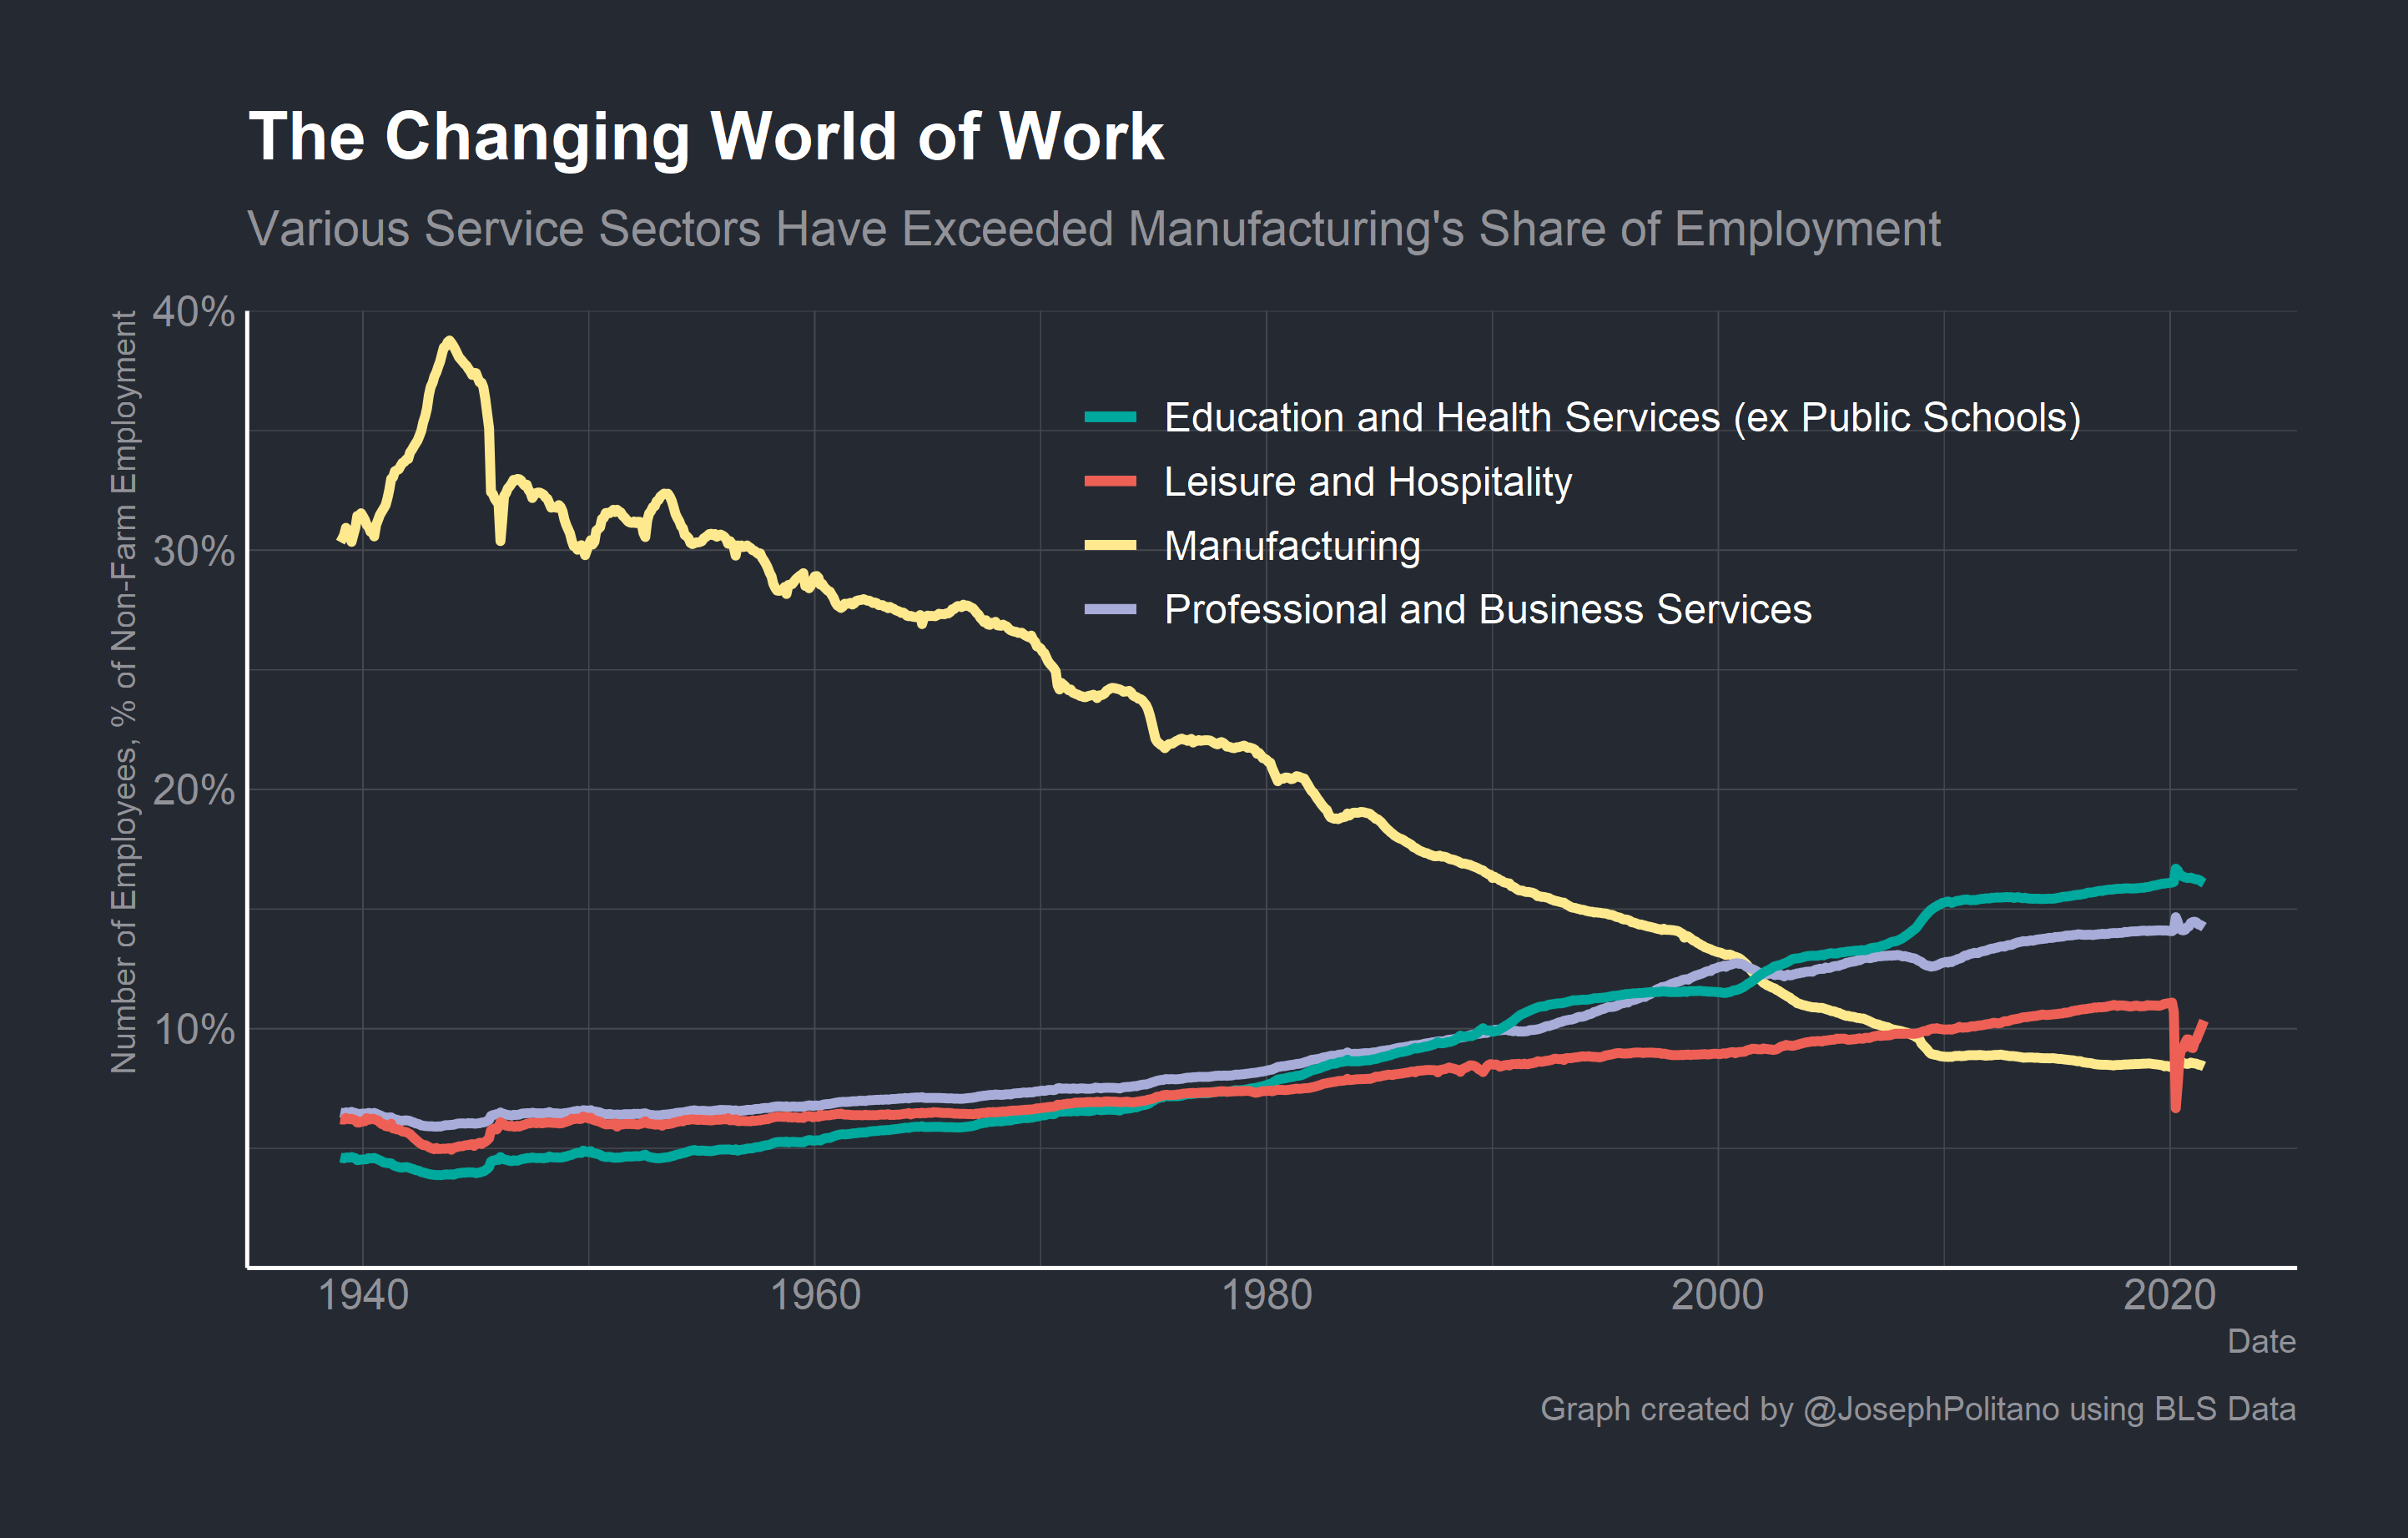 The Changing World of Work
Various Service Sectors Have Exceeded Manufacturing's Share of Employment
Number of Employees, % of Non-Farm Employment
40%
30%
20%
10%
Education and Health Services (ex Public Schools)
Leisure and Hospitality
Manufacturing
Professional and Business Services
1940 1960 1980 2000 2020
Date
Graph created by @JosephPolitano using BLS Data